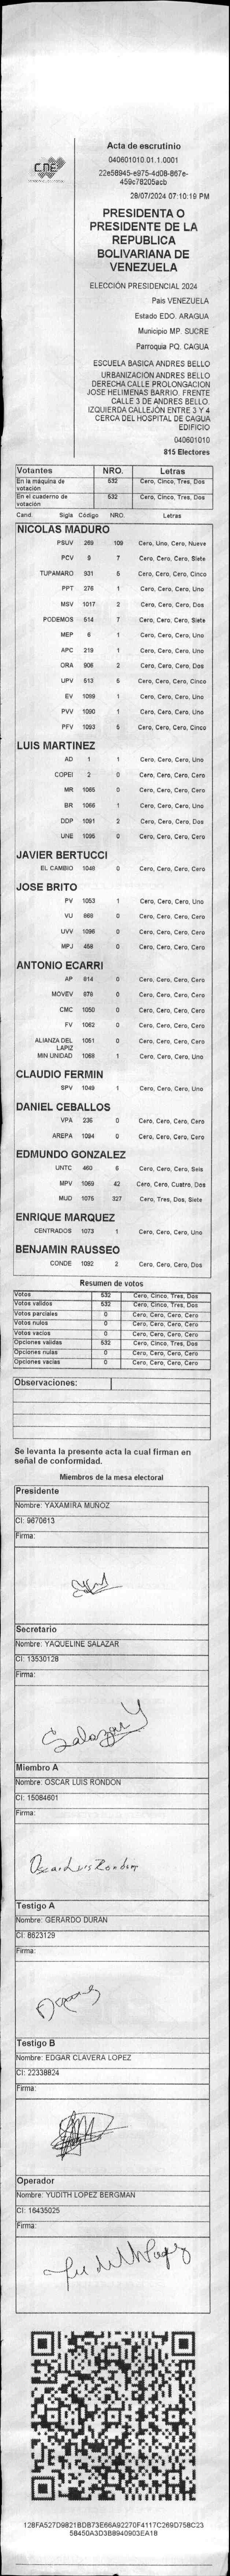 CNE
Acta de escrutinio
040601010.01.1.0001
22e58945-e975-4d08-867e-
459c78205acb
28/07/2024 07:10:19 PM
PRESIDENTA O
PRESIDENTE DE LA
REPUBLICA
BOLIVARIANA DE
VENEZUELA
ELECCIÓN PRESIDENCIAL 2024
Pais VENEZUELA
Estado EDO. ARAGUA
Municipio MP. SUCRE
Parroquia PQ. CAGUA
ESCUELA BASICA ANDRES BELLO
URBANIZACION ANDRES BELLO
DERECHA CALLE PROLONGACION
JOSE HELIMENAS BARRIO. FRENTE
CALLE 3 DE ANDRES BELLO.
IZQUIERDA CALLEJÓN ENTRE 3 Y 4
CERCA DEL HOSPITAL DE CAGUA
EDIFICIO
040601010
815 Electores
Votantes NRO. Letras
En la máquina de votación 532 Cero, Cinco, Tres, Dos
En el cuaderno de votación 532 Cero, Cinco, Tres, Dos
Cand. Sigla Código NRO. Letras
NICOLAS MADURO
PSUV 269 109 Cero, Uno, Cero, Nueve
PCV 9 7 Cero, Cero, Cero, Siete
TUPAMARO 931 5 Cero, Cero, Cero, Cinco
PPT 276 1 Cero, Cero, Cero, Uno
MSV 1017 2 Cero, Cero, Cero, Dos
PODEMOS 514 7 Cero, Cero, Cero, Siete
MEP 6 1 Cero, Cero, Cero, Uno
APC 219 1 Cero, Cero, Cero, Uno
ORA 906 2 Cero, Cero, Cero, Dos
UPV 513 5 Cero, Cero, Cero, Cinco
EV 1099 1 Cero, Cero, Cero, Uno
PVV 1090 1 Cero, Cero, Cero, Uno
PFV 1093 5 Cero, Cero, Cero, Cinco
LUIS MARTINEZ
AD 1 1 Cero, Cero, Cero, Uno
COPEI 2 0 Cero, Cero, Cero, Cero
MR 1065 0 Cero, Cero, Cero, Cero
BR 1066 1 Cero, Cero, Cero, Uno
DDP 1091 2 Cero, Cero, Cero, Dos
UNE 1095 0 Cero, Cero, Cero, Cero
JAVIER BERTUCCI
EL CAMBIO 1046 0 Cero, Cero, Cero, Cero
JOSE BRITO
PV 1053 1 Cero, Cero, Cero, Uno
VU 868 0 Cero, Cero, Cero, Cero
UVV 1096 0 Cero, Cero, Cero, Cero
MPJ 458 0 Cero, Cero, Cero, Cero
ANTONIO ECARRI
AP 814 0 Cero, Cero, Cero, Cero
MOVEV 878 0 Cero, Cero, Cero, Cero
CMC 1050 0 Cero, Cero, Cero, Cero
FV 1062 0 Cero, Cero, Cero, Cero
ALIANZA DEL LAPIZ 1051 0 Cero, Cero, Cero, Cero
MIN UNIDAD 1068 1 Cero, Cero, Cero, Uno
CLAUDIO FERMIN
SPV 1049 1 Cero, Cero, Cero, Uno
DANIEL CEBALLOS
VPA 235 0 Cero, Cero, Cero, Cero
AREPA 1094 0 Cero, Cero, Cero, Cero
EDMUNDO GONZALEZ
UNTC 460 6 Cero, Cero, Cero, Seis
MPV 1069 42 Cero, Cero, Cuatro, Dos
MUD 1075 327 Cero, Tres, Dos, Siete
ENRIQUE MARQUEZ
CENTRADOS 1073 1 Cero, Cero, Cero, Uno
BENJAMIN RAUSSEO
CONDE 1092 2 Cero, Cero, Cero, Dos
Resumen de votos
Votos 532 Cero, Cinco, Tres, Dos
Votos validos 532 Cero, Cinco, Tres, Dos
Votos parciales 0 Cero, Cero, Cero, Cero
Votos nulos 0 Cero, Cero, Cero, Cero
Votos vacios 0 Cero, Cero, Cero, Cero
Opciones validas 532 Cero, Cinco, Tres, Dos
Opciones nulas 0 Cero, Cero, Cero, Cero
Opciones vacias 0 Cero, Cero, Cero, Cero
Observaciones:
Se levanta la presente acta la cual firman en
señal de conformidad.
Miembros de la mesa electoral
Presidente
Nombre: YAXAMIRA MUÑOZ
CI: 9670613
Firma:
Secretario
Nombre: YAQUELINE SALAZAR
CI: 13530128
Firma:
Salazar Y
Miembro A
Nombre: OSCAR LUIS RONDON
CI: 15084601
Firma:
Oscar Luis Rondon
Testigo A
Nombre: GERARDO DURAN
CI: 8623129
Firma:
Testigo B
Nombre: EDGAR CLAVERA LOPEZ
CI: 22338824
Firma:
Operador
Nombre: YUDITH LOPEZ BERGMAN
CI: 16435025
Firma:
128FA527D9821BDB73E66A92270F4117C269D758C23
58450A3D3B8940903EA18